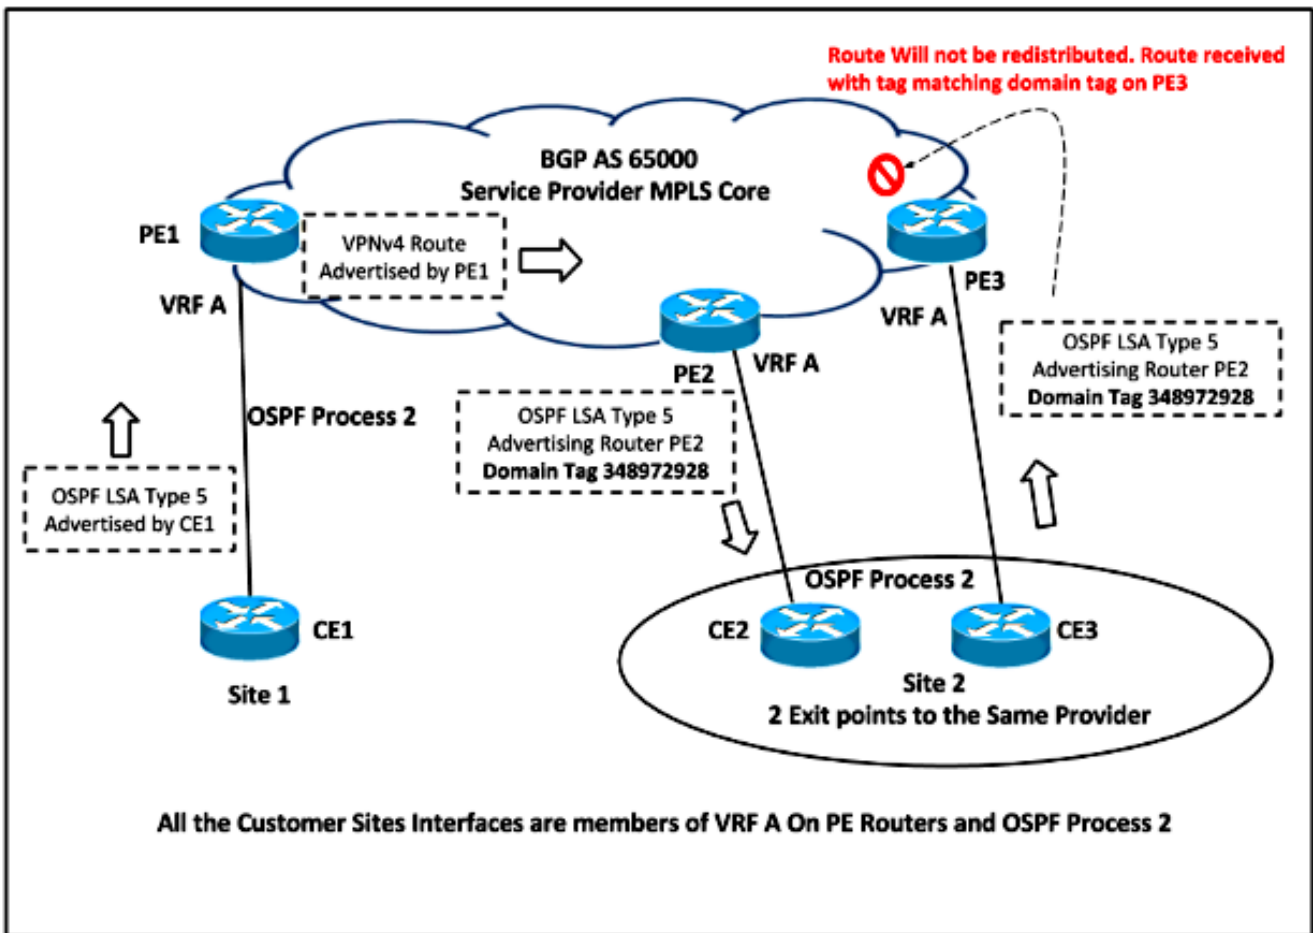 Route Will not be redistributed. Route received
with tag matching domain tag on PE3
BGP AS 65000
Service Provider MPLS Core
PE1
VPNv4 Route
Advertised by PE1
PE3
VRF A
VRF A
PE2
VRF A
OSPF LSA Type 5
Advertising Router PE2
Domain Tag 348972928
OSPF Process 2
OSPF LSA Type 5
Advertising Router PE2
Domain Tag 348972928
OSPF LSA Type 5
Advertised by CE1
OSPF Process 2
CE1
CE2
CE3
Site 1
Site 2
2 Exit points to the Same Provider
All the Customer Sites Interfaces are members of VRF A On PE Routers and OSPF Process 2